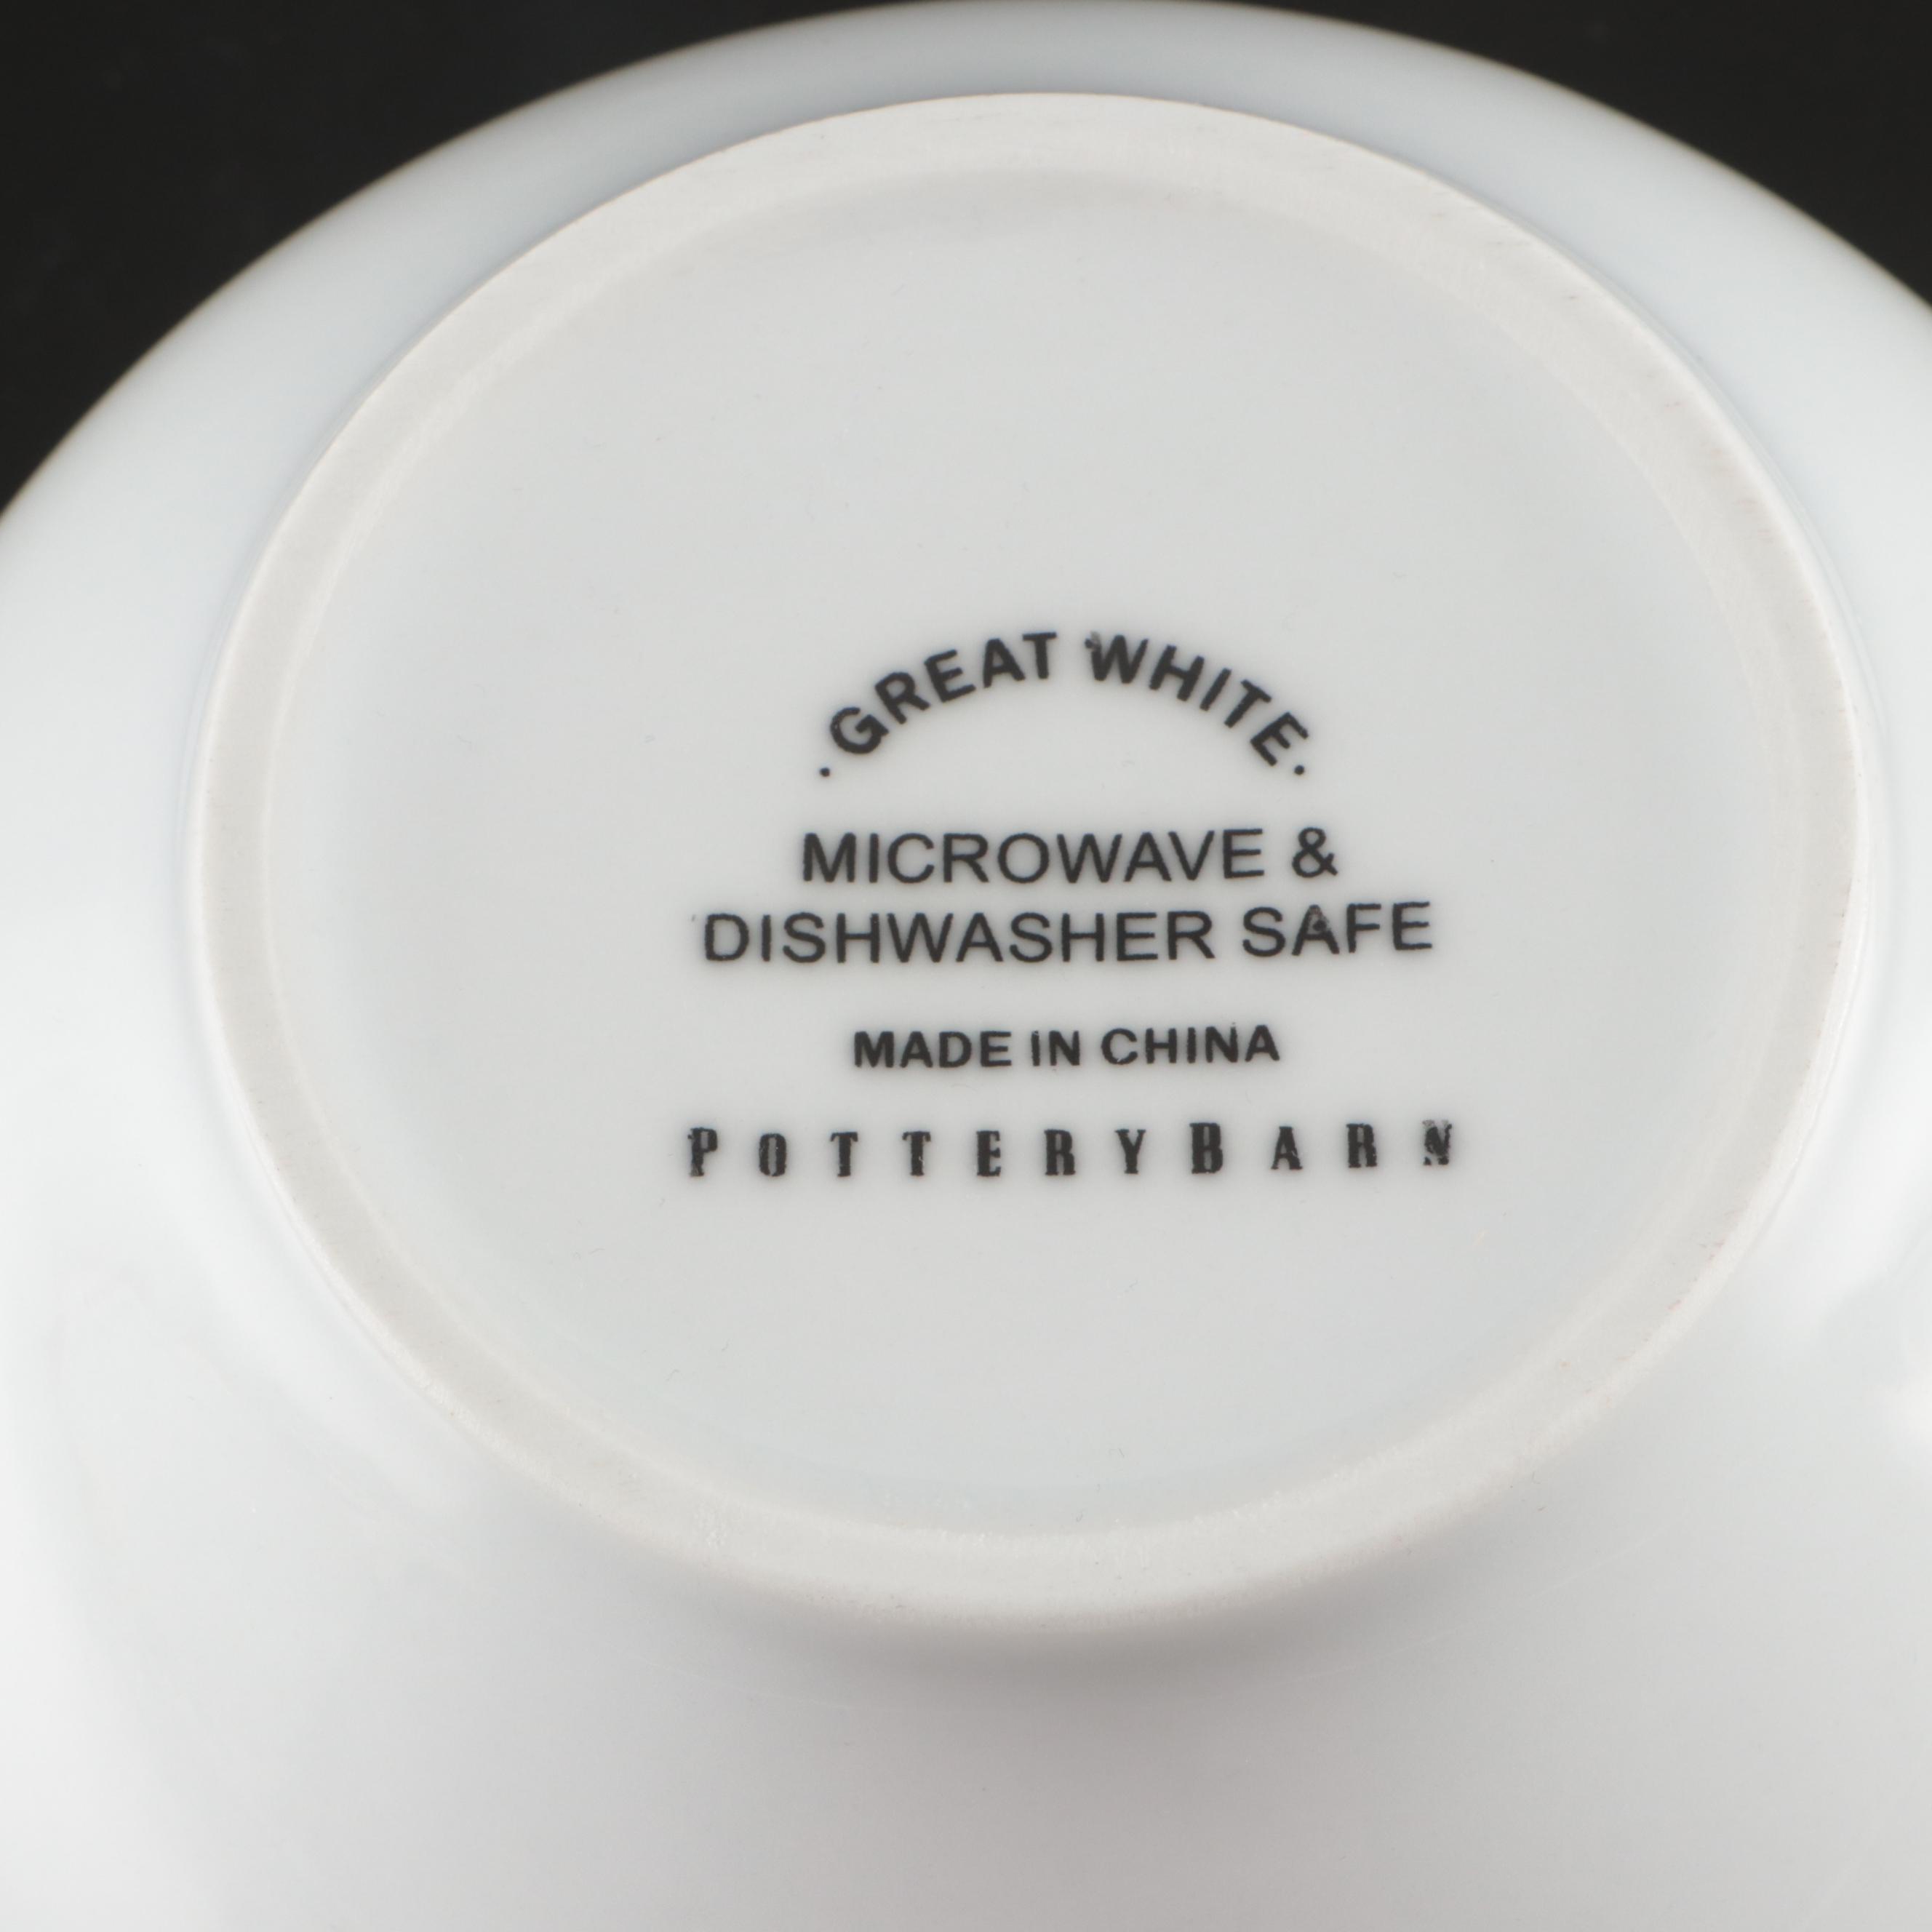 · GREAT WHITE ·
MICROWAVE &
DISHWASHER SAFE
MADE IN CHINA
POTTERYBARN